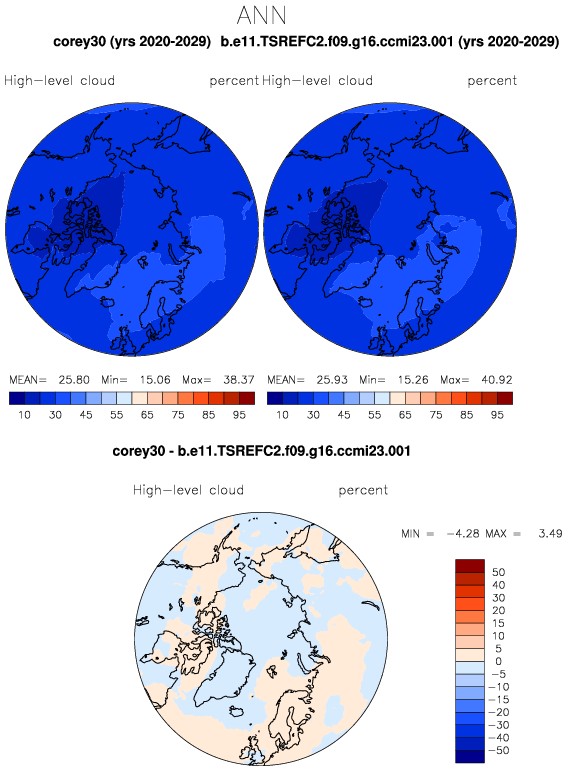 ANN
corey30 (yrs 2020-2029) b.e11.TSREFC2.f09.g16.ccmi23.001 (yrs 2020-2029)
High-level cloud percent High-level cloud percent
MEAN= 25.80 Min= 15.06 Max= 38.37 MEAN= 25.93 Min= 15.26 Max= 40.92
10 30 45 55 65 75 85 95 10 30 45 55 65 75 85 95
corey30 - b.e11.TSREFC2.f09.g16.ccmi23.001
High-level cloud percent
MIN = -4.28 MAX = 3.49
50
40
30
20
15
10
5
0
-5
-10
-15
-20
-30
-40
-50